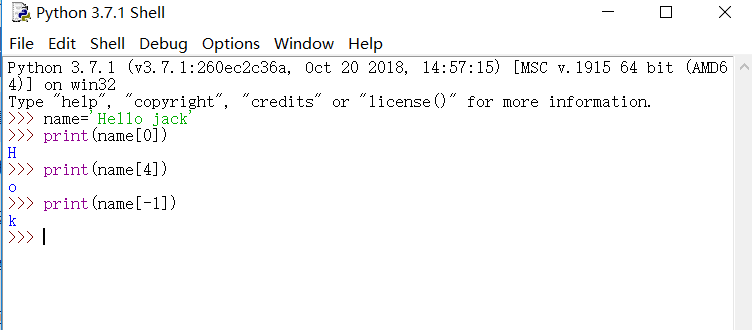 Python 3.7.1 Shell
File Edit Shell Debug Options Window Help
Python 3.7.1 (v3.7.1:260ec2c36a, Oct 20 2018, 14:57:15) [MSC v.1915 64 bit (AMD6
4)] on win32
Type "help", "copyright", "credits" or "license()" for more information.
>>> name='Hello jack'
>>> print(name[0])
H
>>> print(name[4])
o
>>> print(name[-1])
k
>>>